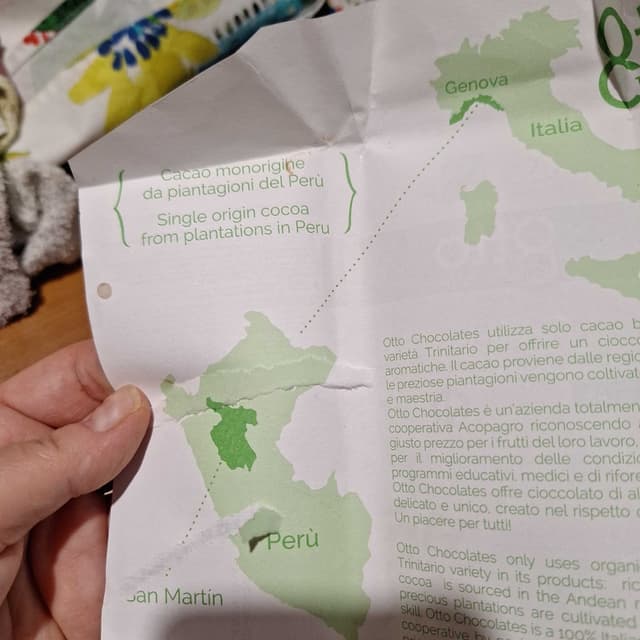 Genova
Italia
Cacao monorigine
da piantagioni del Perù
Single origin cocoa
from plantations in Peru
Otto Chocolates utilizza solo cacao
varietà Trinitario per offrire un
aromatiche. Il cacao proviene dalle
le preziose piantagioni vengono
e maestria.
Otto Chocolates è un'azienda
cooperativa Acopagro riconoscendo
giusto prezzo per i frutti del loro lavoro,
per il miglioramento delle
programmi educativi, medici e di
Otto Chocolates offre cioccolato di
delicato e unico, creato nel rispetto
Un piacere per tutti!
Otto Chocolates only uses
Trinitario variety in its products:
cocoa is sourced in the Andean
precious plantations are cultivated
skill. Otto Chocolates is a 100%
Perù
San Martín